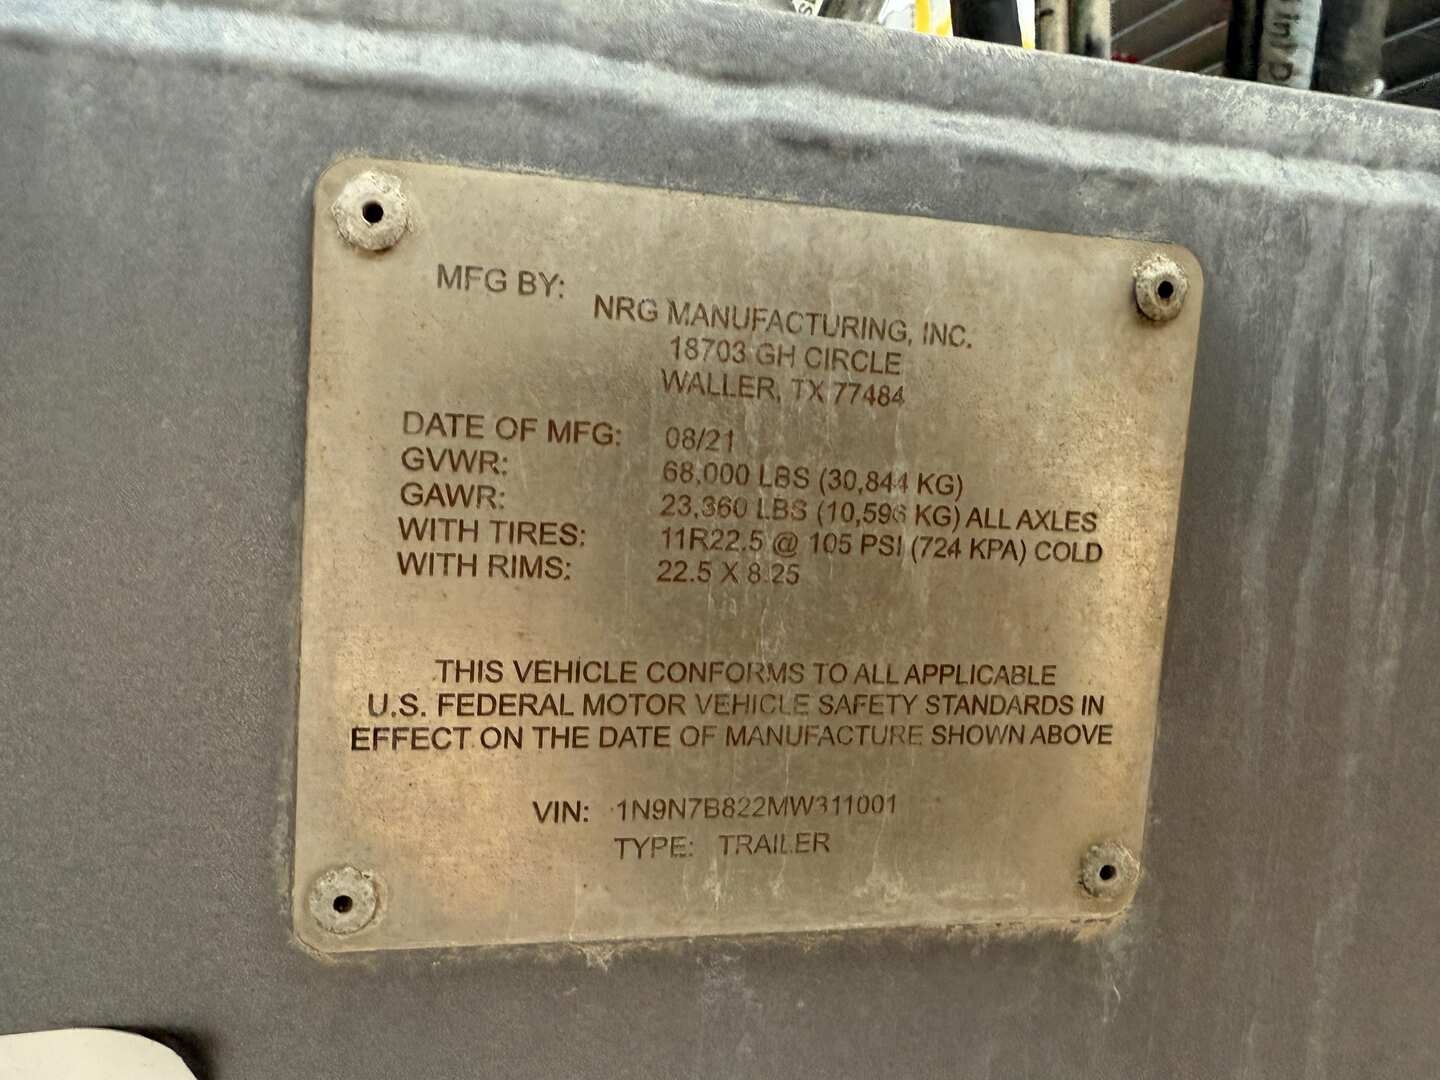 MFG BY:
NRG MANUFACTURING, INC.
18703 GH CIRCLE
WALLER, TX 77484
DATE OF MFG: 08/21
GVWR: 68,000 LBS (30,844 KG)
GAWR: 23,360 LBS (10,596 KG) ALL AXLES
WITH TIRES: 11R22.5 @ 105 PSI (724 KPA) COLD
WITH RIMS: 22.5 X 8.25
THIS VEHICLE CONFORMS TO ALL APPLICABLE
U.S. FEDERAL MOTOR VEHICLE SAFETY STANDARDS IN
EFFECT ON THE DATE OF MANUFACTURE SHOWN ABOVE
VIN: 1N9N7B822MW311001
TYPE: TRAILER